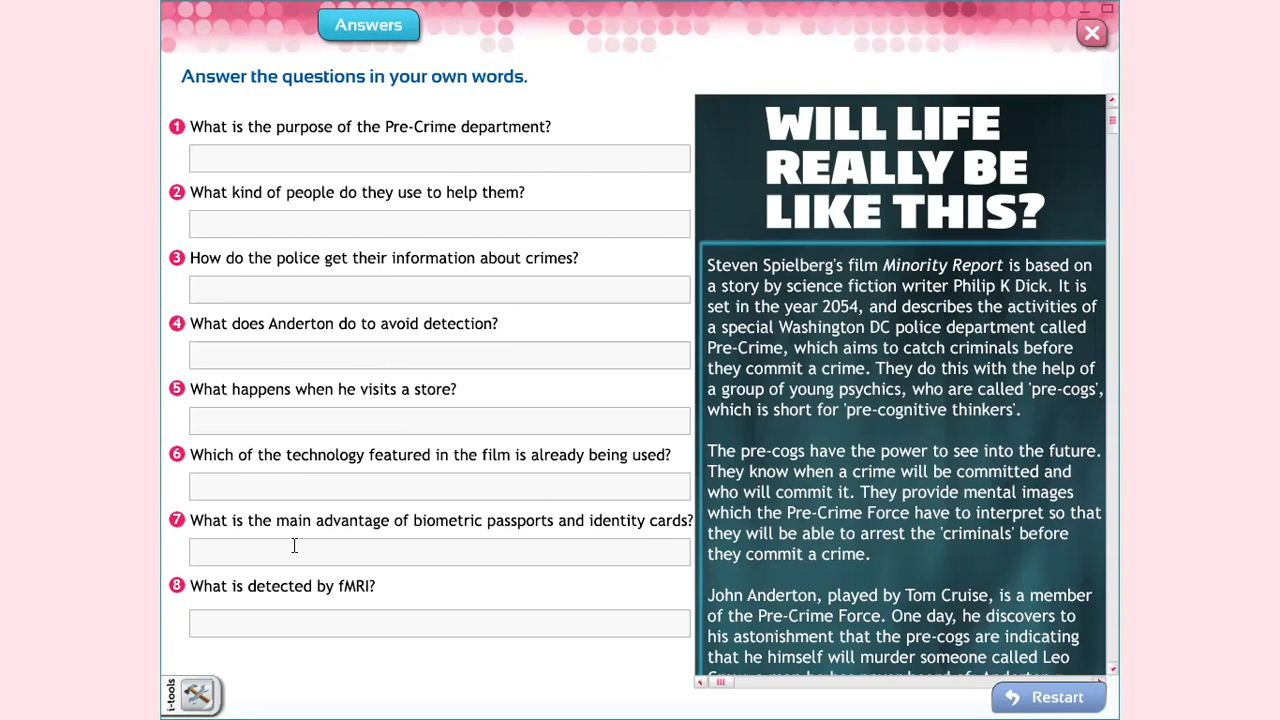 Answers
Answer the questions in your own words.
1 What is the purpose of the Pre-Crime department?
2 What kind of people do they use to help them?
3 How do the police get their information about crimes?
4 What does Anderton do to avoid detection?
5 What happens when he visits a store?
6 Which of the technology featured in the film is already being used?
7 What is the main advantage of biometric passports and identity cards?
8 What is detected by fMRI?
WILL LIFE
REALLY BE
LIKE THIS?
Steven Spielberg's film Minority Report is based on
a story by science fiction writer Philip K Dick. It is
set in the year 2054, and describes the activities of
a special Washington DC police department called
Pre-Crime, which aims to catch criminals before
they commit a crime. They do this with the help of
a group of young psychics, who are called 'pre-cogs',
which is short for 'pre-cognitive thinkers'.
The pre-cogs have the power to see into the future.
They know when a crime will be committed and
who will commit it. They provide mental images
which the Pre-Crime Force have to interpret so that
they will be able to arrest the 'criminals' before
they commit a crime.
John Anderton, played by Tom Cruise, is a member
of the Pre-Crime Force. One day, he discovers to
his astonishment that the pre-cogs are indicating
that he himself will murder someone called Leo
i-tools
Restart